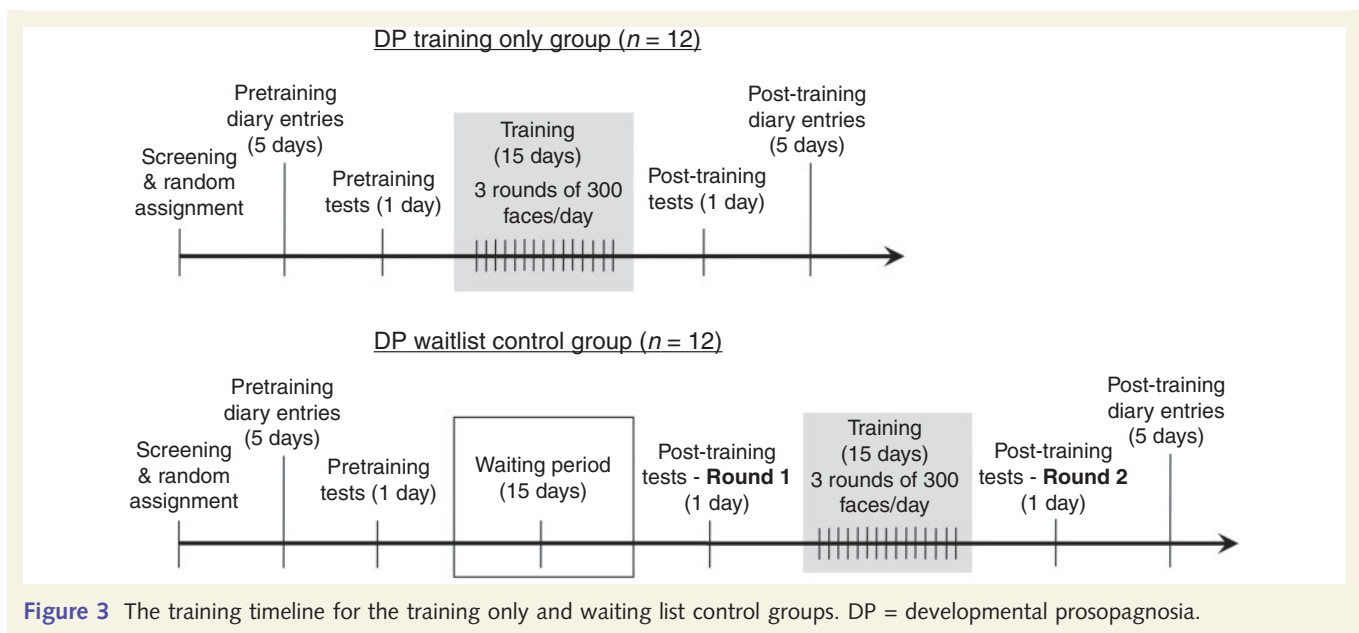 DP training only group (n = 12)
Screening
& random
assignment
Pretraining
diary entries
(5 days)
Pretraining
tests (1 day)
Training
(15 days)
3 rounds of 300
faces/day
Post-training
tests (1 day)
Post-training
diary entries
(5 days)
DP waitlist control group (n = 12)
Screening
& random
assignment
Pretraining
diary entries
(5 days)
Pretraining
tests (1 day)
Waiting period
(15 days)
Post-training
tests - Round 1
(1 day)
Training
(15 days)
3 rounds of 300
faces/day
Post-training
tests - Round 2
(1 day)
Post-training
diary entries
(5 days)
Figure 3 The training timeline for the training only and waiting list control groups. DP = developmental prosopagnosia.